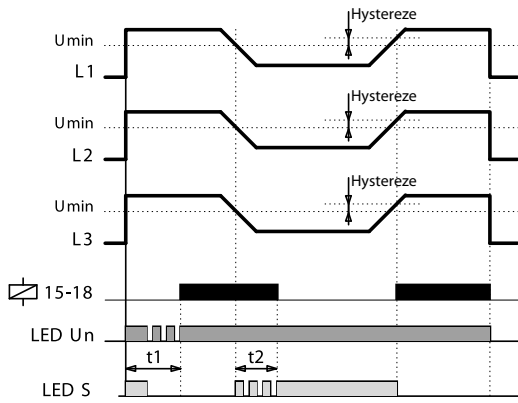 Hystereze
Umin
L1
Hystereze
Umin
L2
Hystereze
Umin
L3
15-18
LED Un
t1 t2
LED S